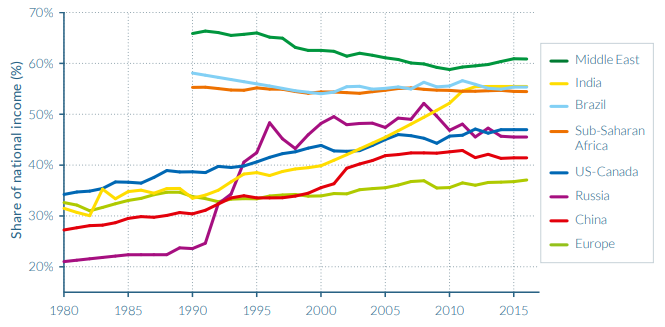 Share of national income (%)
70%
60%
50%
40%
30%
20%
1980 1985 1990 1995 2000 2005 2010 2015
Middle East
India
Brazil
Sub-Saharan
Africa
US-Canada
Russia
China
Europe